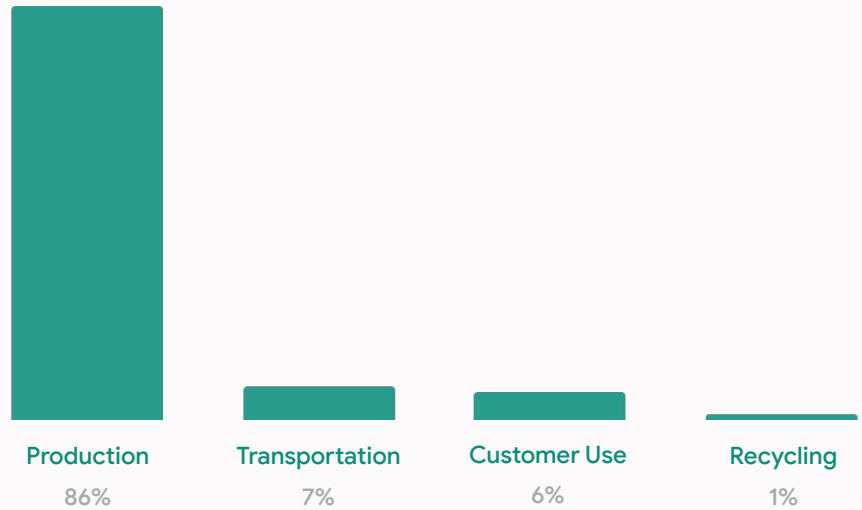 Production
86%
Transportation
7%
Customer Use
6%
Recycling
1%